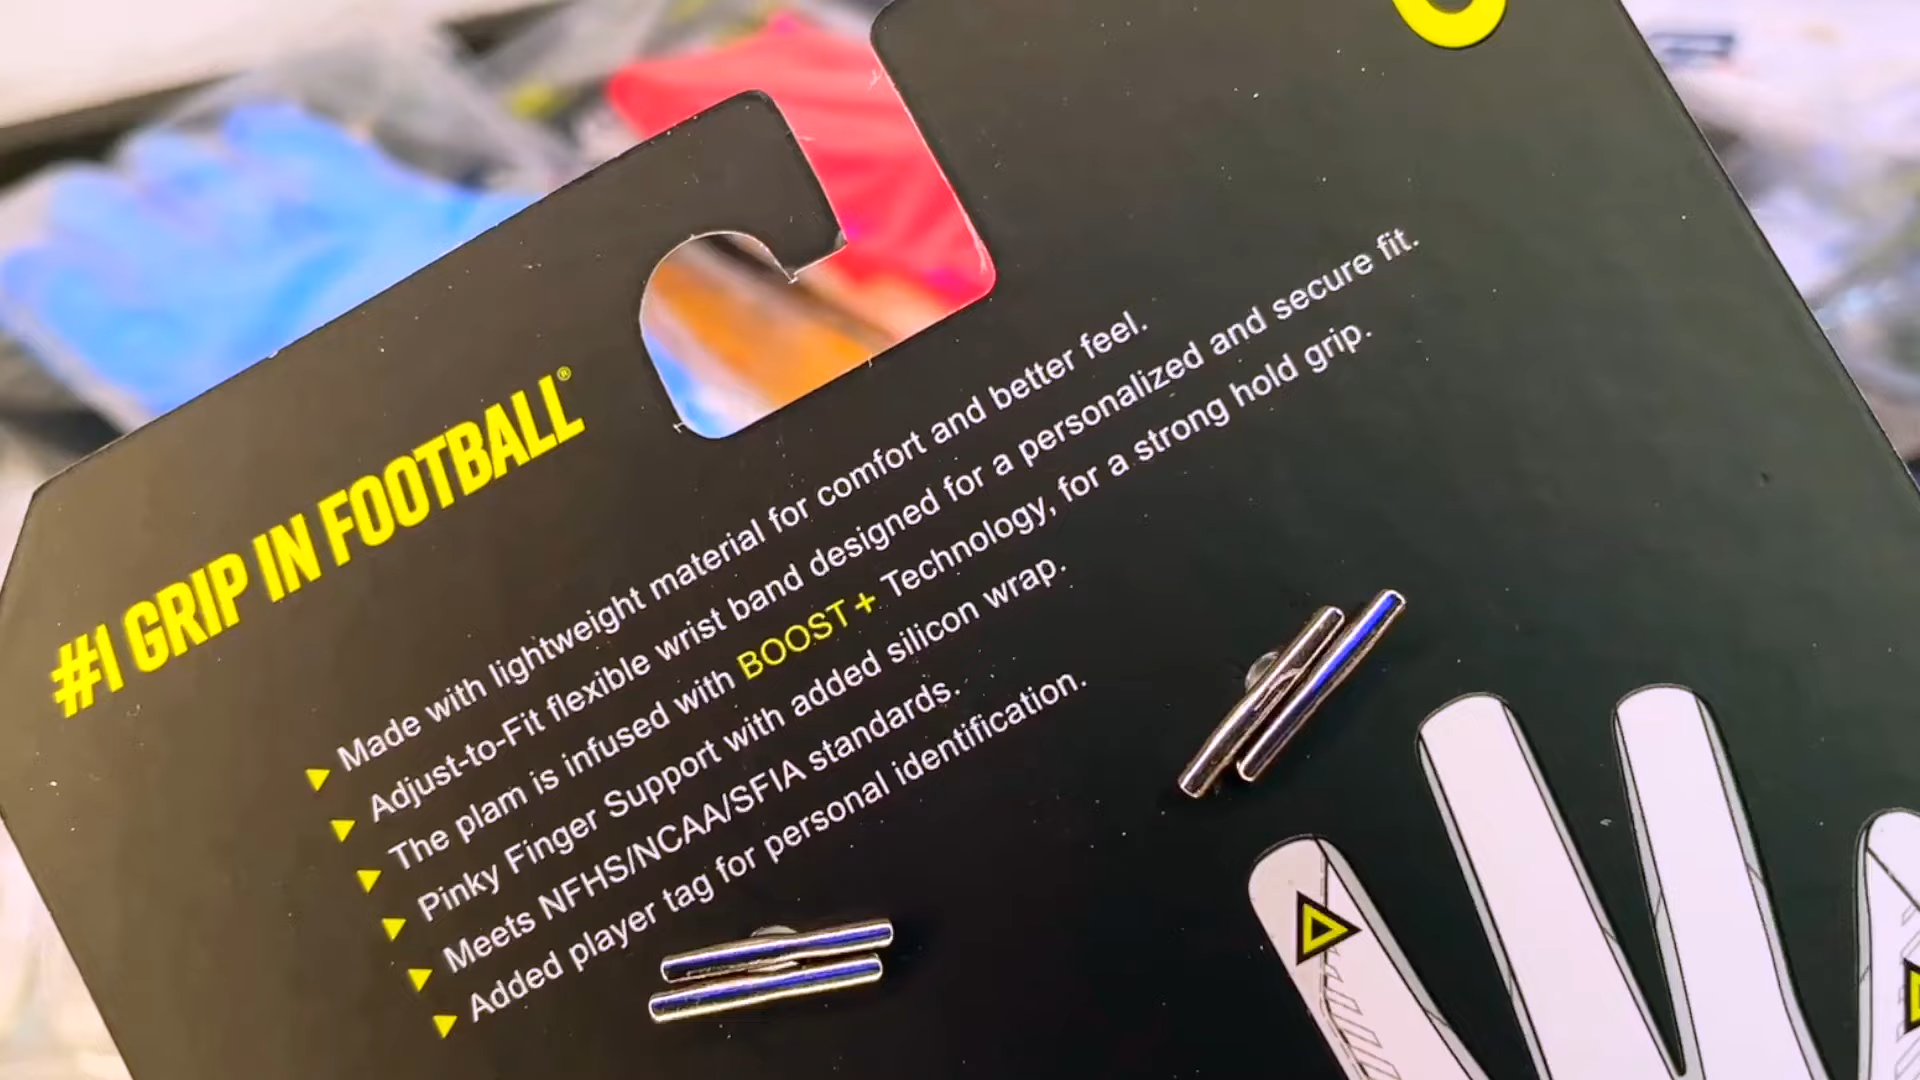 #1 GRIP IN FOOTBALL®
Made with lightweight material for comfort and better feel.
Adjust-to-Fit flexible wrist band designed for a personalized and secure fit.
The plam is infused with BOOST+ Technology, for a strong hold grip.
Pinky Finger Support with added silicon wrap.
Meets NFHS/NCAA/SFIA standards.
Added player tag for personal identification.